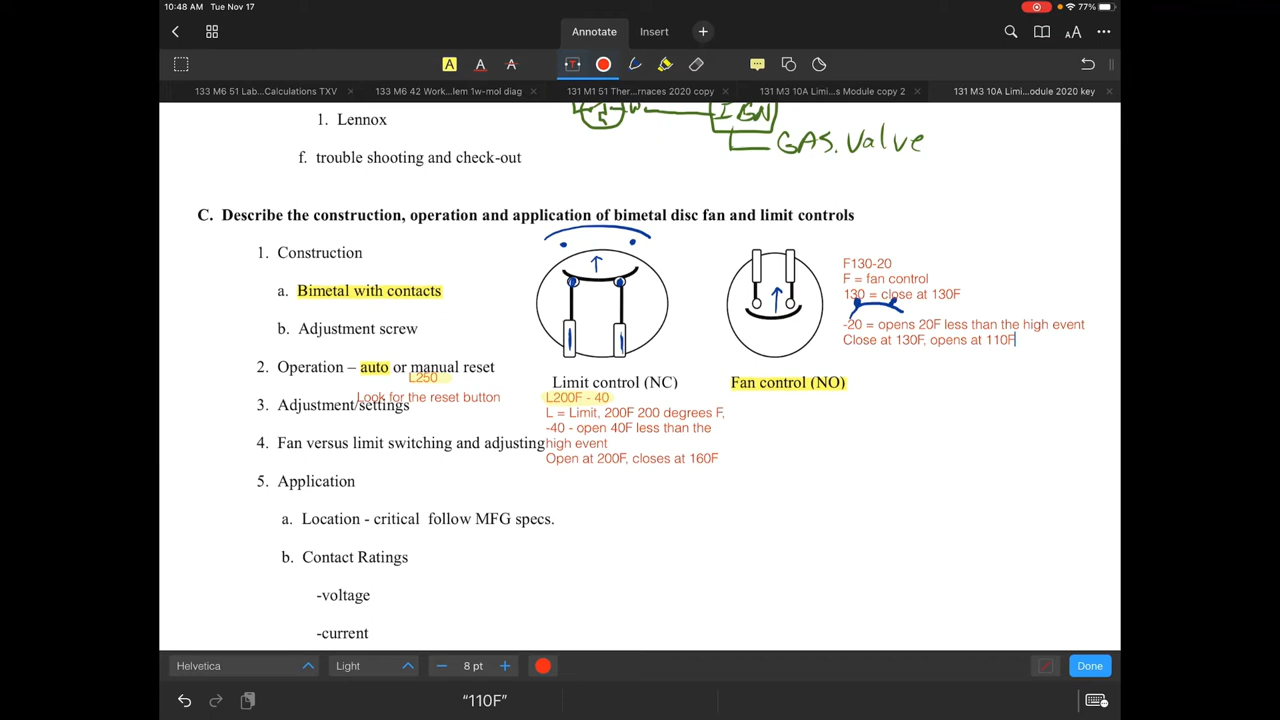 10:48 AM Tue Nov 17
77%
Annotate
Insert
A A A T
AA
133 M6 51 Lab...Calculations TXV
133 M6 42 Work...lem 1w-mol diag
131 M1 51 Ther...rnaces 2020 copy
131 M3 10A Limi...s Module copy 2
131 M3 10A Limi...odule 2020 key
R W IGN
1. Lennox
GAS. Valve
f. trouble shooting and check-out
C. Describe the construction, operation and application of bimetal disc fan and limit controls
1. Construction
a. Bimetal with contacts
b. Adjustment screw
2. Operation – auto or manual reset
L250
Look for the reset button
3. Adjustment/settings
4. Fan versus limit switching and adjusting
5. Application
a. Location - critical follow MFG specs.
b. Contact Ratings
-voltage
-current
Limit control (NC)
L200F - 40
L = Limit, 200F 200 degrees F,
-40 - open 40F less than the
high event
Open at 200F, closes at 160F
Fan control (NO)
F130-20
F = fan control
130 = close at 130F
-20 = opens 20F less than the high event
Close at 130F, opens at 110F
Helvetica
Light
8 pt
Done
“110F”